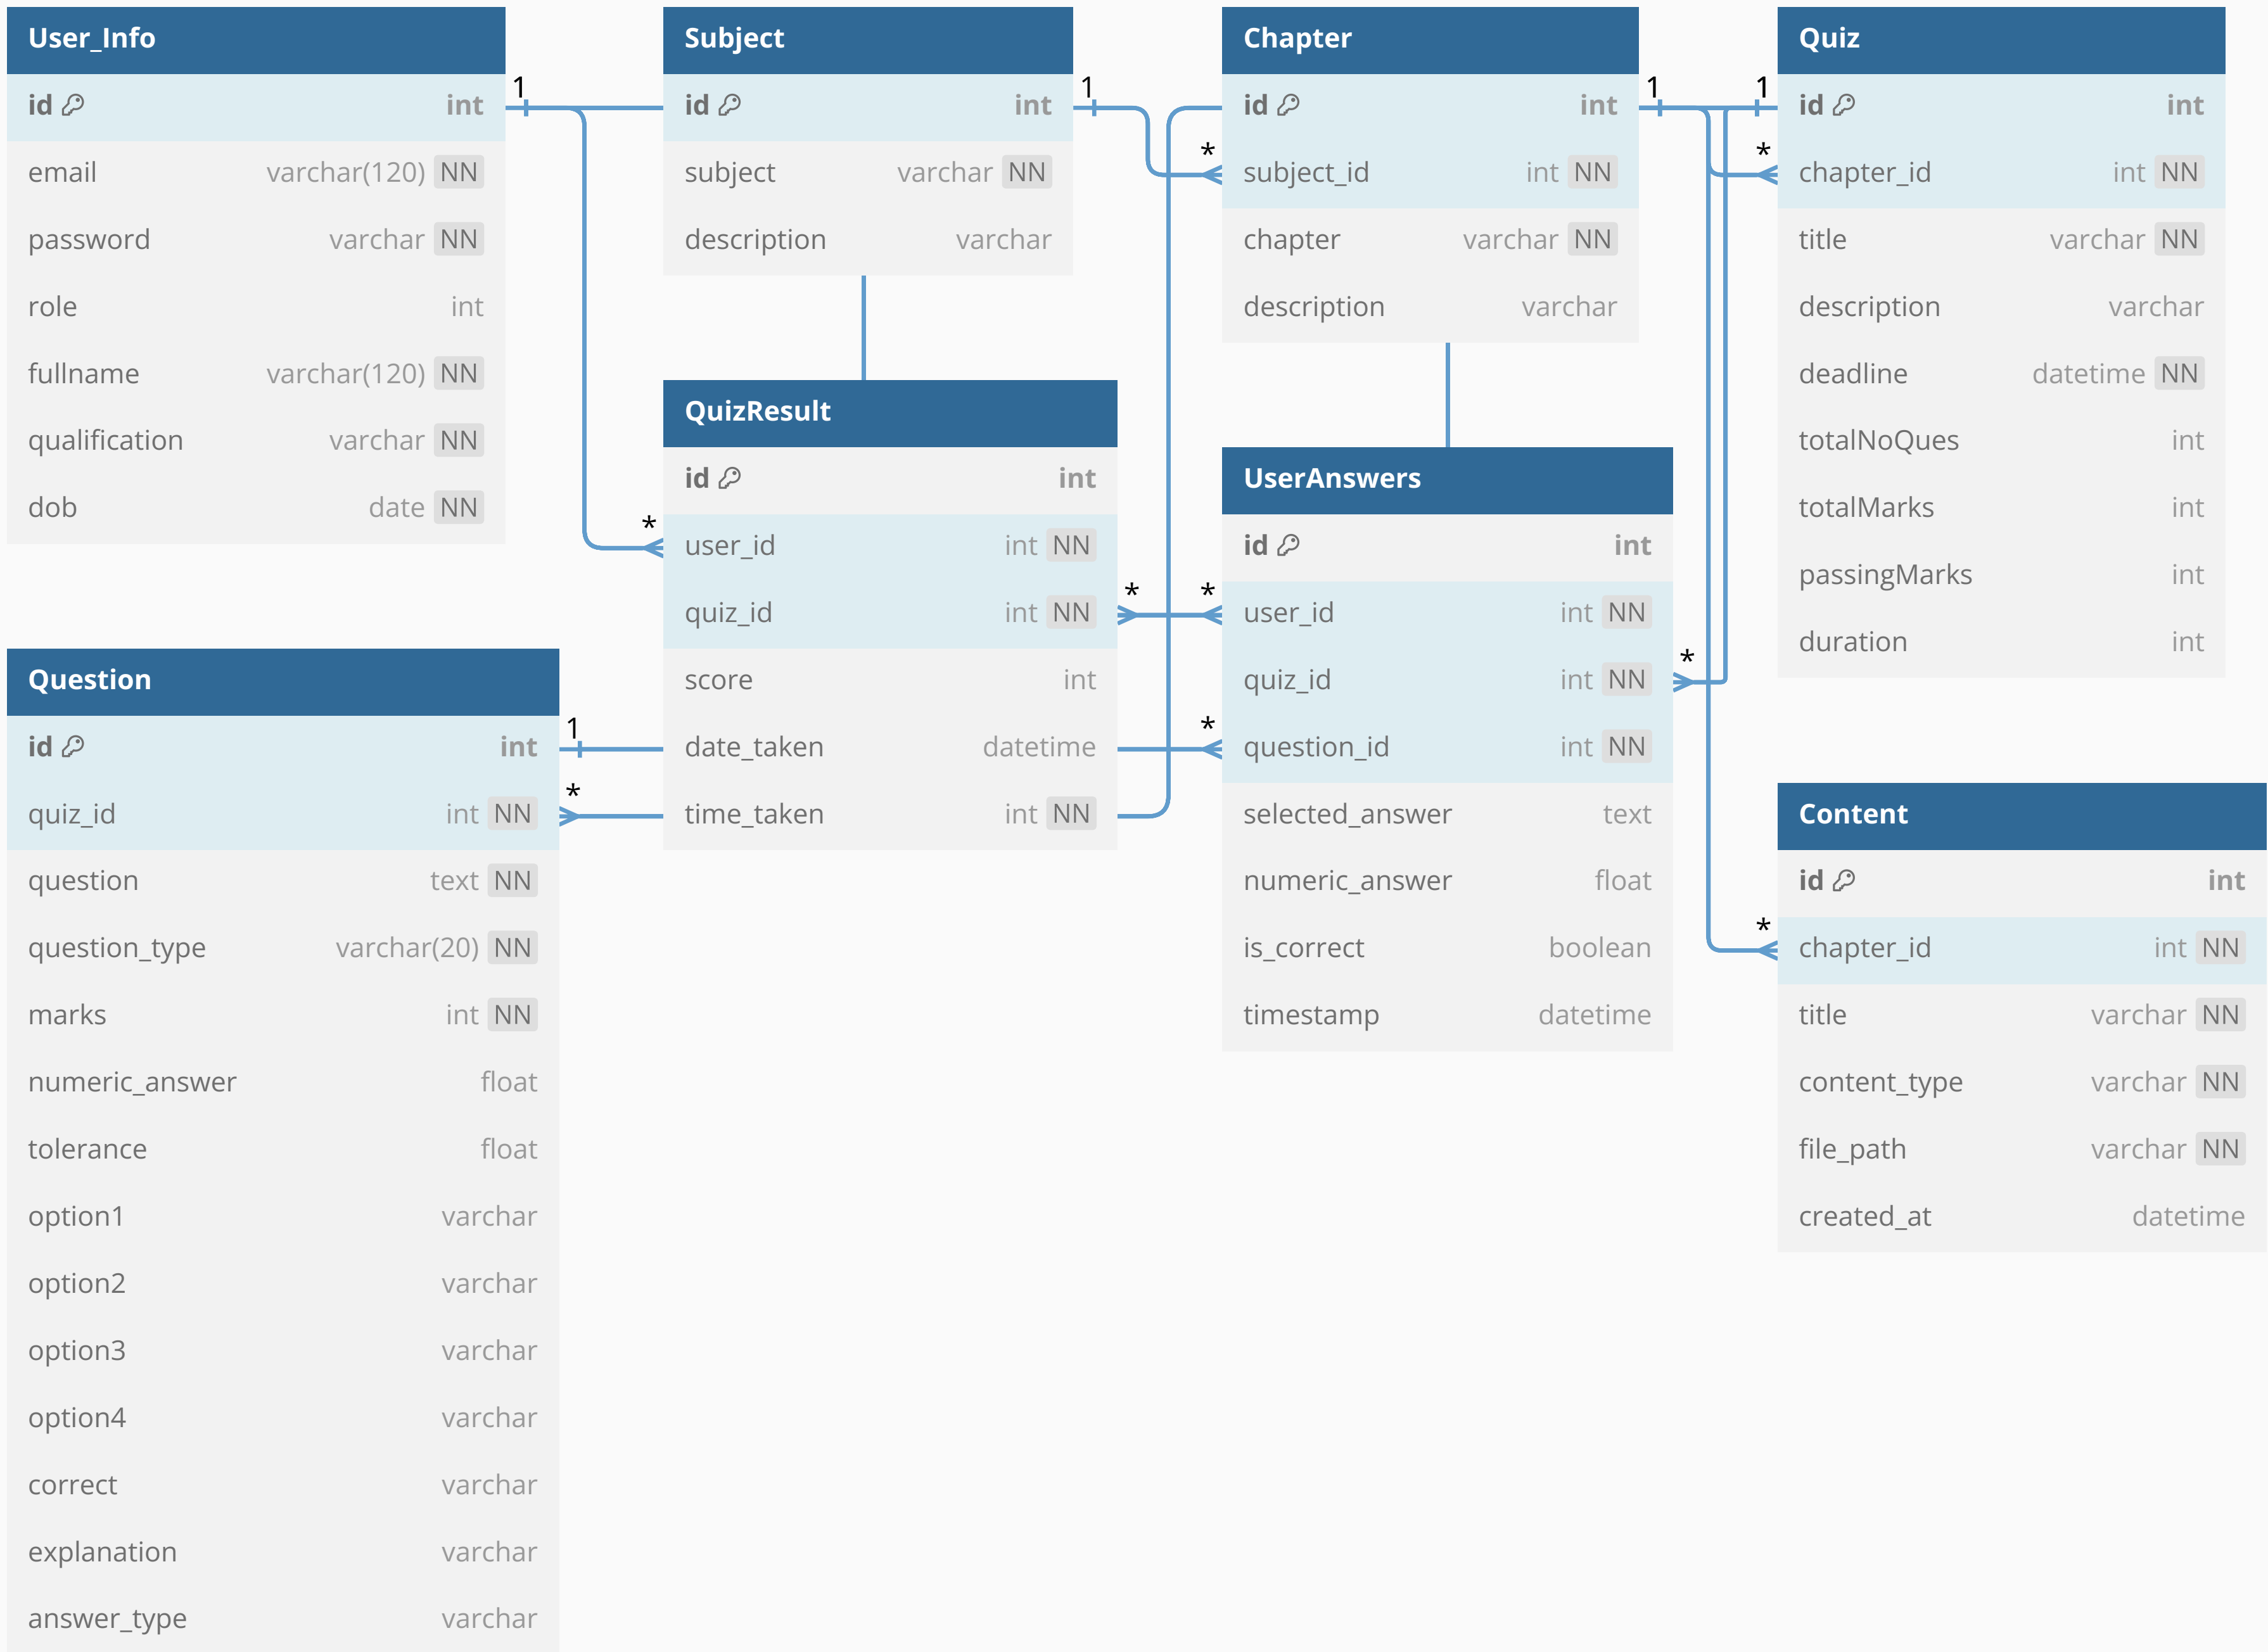 User_Info
id int
email varchar(120) NN
password varchar NN
role int
fullname varchar(120) NN
qualification varchar NN
dob date NN
1
Subject
id int
subject varchar NN
description varchar
1
*
Chapter
id int
subject_id int NN
chapter varchar NN
description varchar
1
1
*
Quiz
id int
chapter_id int NN
title varchar NN
description varchar
deadline datetime NN
totalNoQues int
totalMarks int
passingMarks int
duration int
*
QuizResult
id int
user_id int NN
quiz_id int NN
score int
date_taken datetime
time_taken int NN
*
*
*
UserAnswers
id int
user_id int NN
quiz_id int NN
question_id int NN
selected_answer text
numeric_answer float
is_correct boolean
timestamp datetime
*
1
*
Question
id int
quiz_id int NN
question text NN
question_type varchar(20) NN
marks int NN
numeric_answer float
tolerance float
option1 varchar
option2 varchar
option3 varchar
option4 varchar
correct varchar
explanation varchar
answer_type varchar
*
Content
id int
chapter_id int NN
title varchar NN
content_type varchar NN
file_path varchar NN
created_at datetime